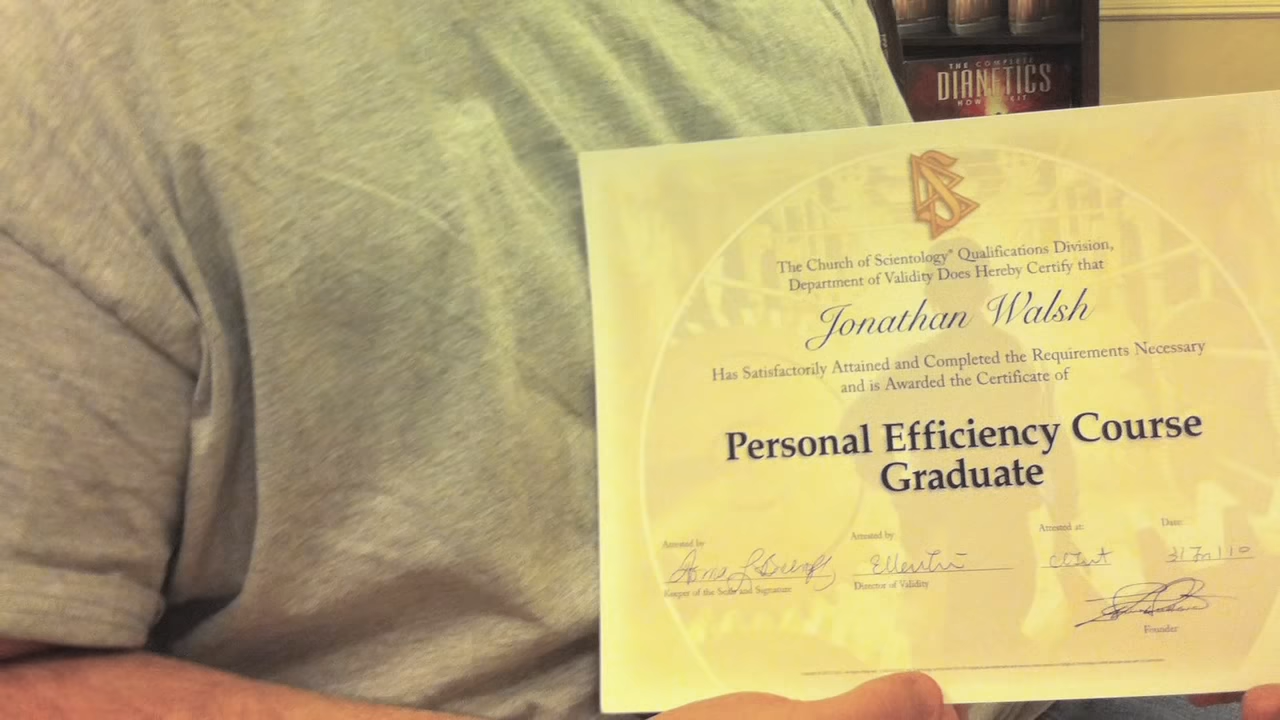 THE COMPLETE
DIANETICS
HOW KIT
The Church of Scientology® Qualifications Division,
Department of Validity Does Hereby Certify that
Jonathan Walsh
Has Satisfactorily Attained and Completed the Requirements Necessary
and is Awarded the Certificate of
Personal Efficiency Course
Graduate
Attested by
Attested by
Attested at:
Date:
Keeper of the Seals and Signature
Director of Validity
Founder